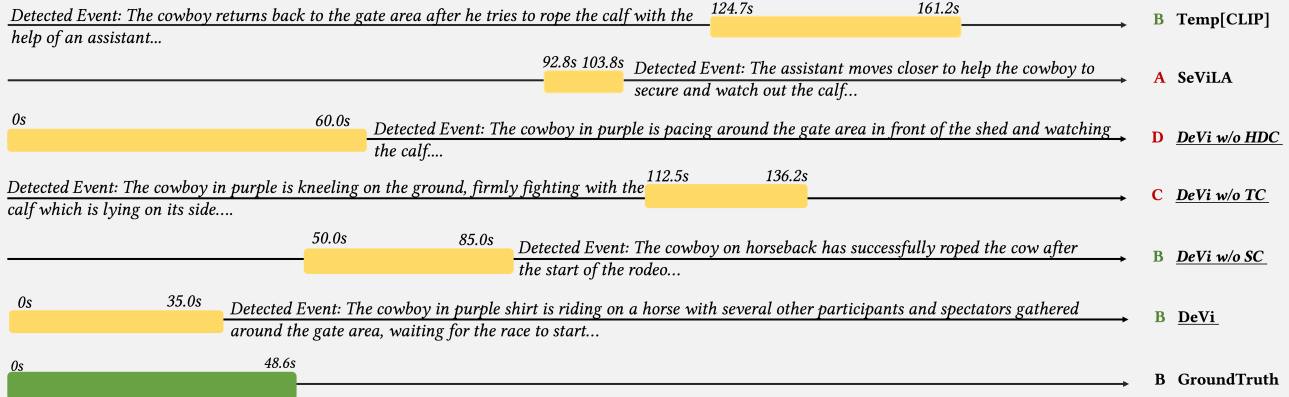 Detected Event: The cowboy returns back to the gate area after he tries to rope the calf with the
help of an assistant...
124.7s 161.2s
B Temp[CLIP]
92.8s 103.8s
Detected Event: The assistant moves closer to help the cowboy to
secure and watch out the calf...
A SeViLA
0s 60.0s
Detected Event: The cowboy in purple is pacing around the gate area in front of the shed and watching
the calf....
D DeVi w/o HDC
Detected Event: The cowboy in purple is kneeling on the ground, firmly fighting with the
calf which is lying on its side....
112.5s 136.2s
C DeVi w/o TC
50.0s 85.0s
Detected Event: The cowboy on horseback has successfully roped the cow after
the start of the rodeo...
B DeVi w/o SC
0s 35.0s
Detected Event: The cowboy in purple shirt is riding on a horse with several other participants and spectators gathered
around the gate area, waiting for the race to start...
B DeVi
0s 48.6s
B GroundTruth